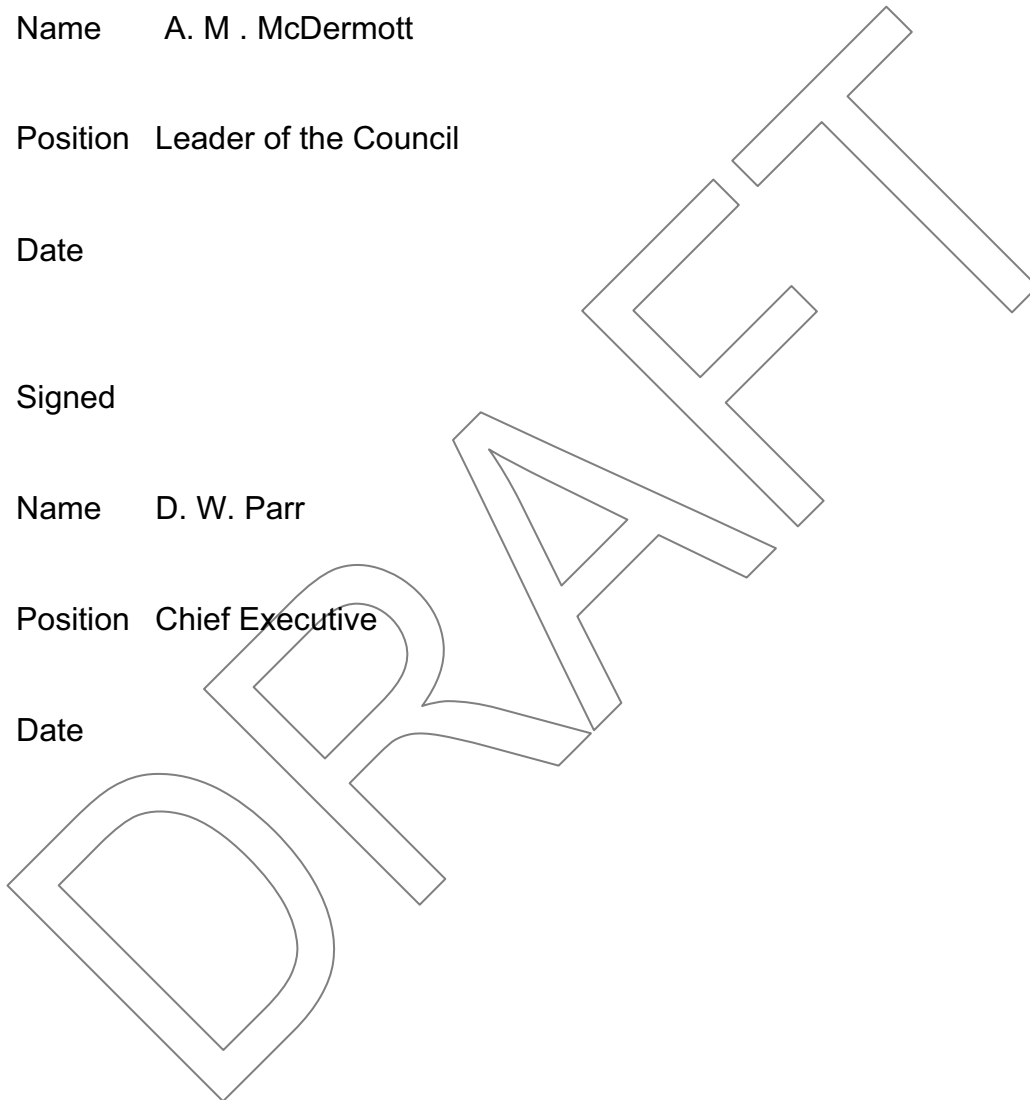 Name A. M . McDermott
Position Leader of the Council
Date
Signed
Name D. W. Parr
Position Chief Executive
Date
DRAFT